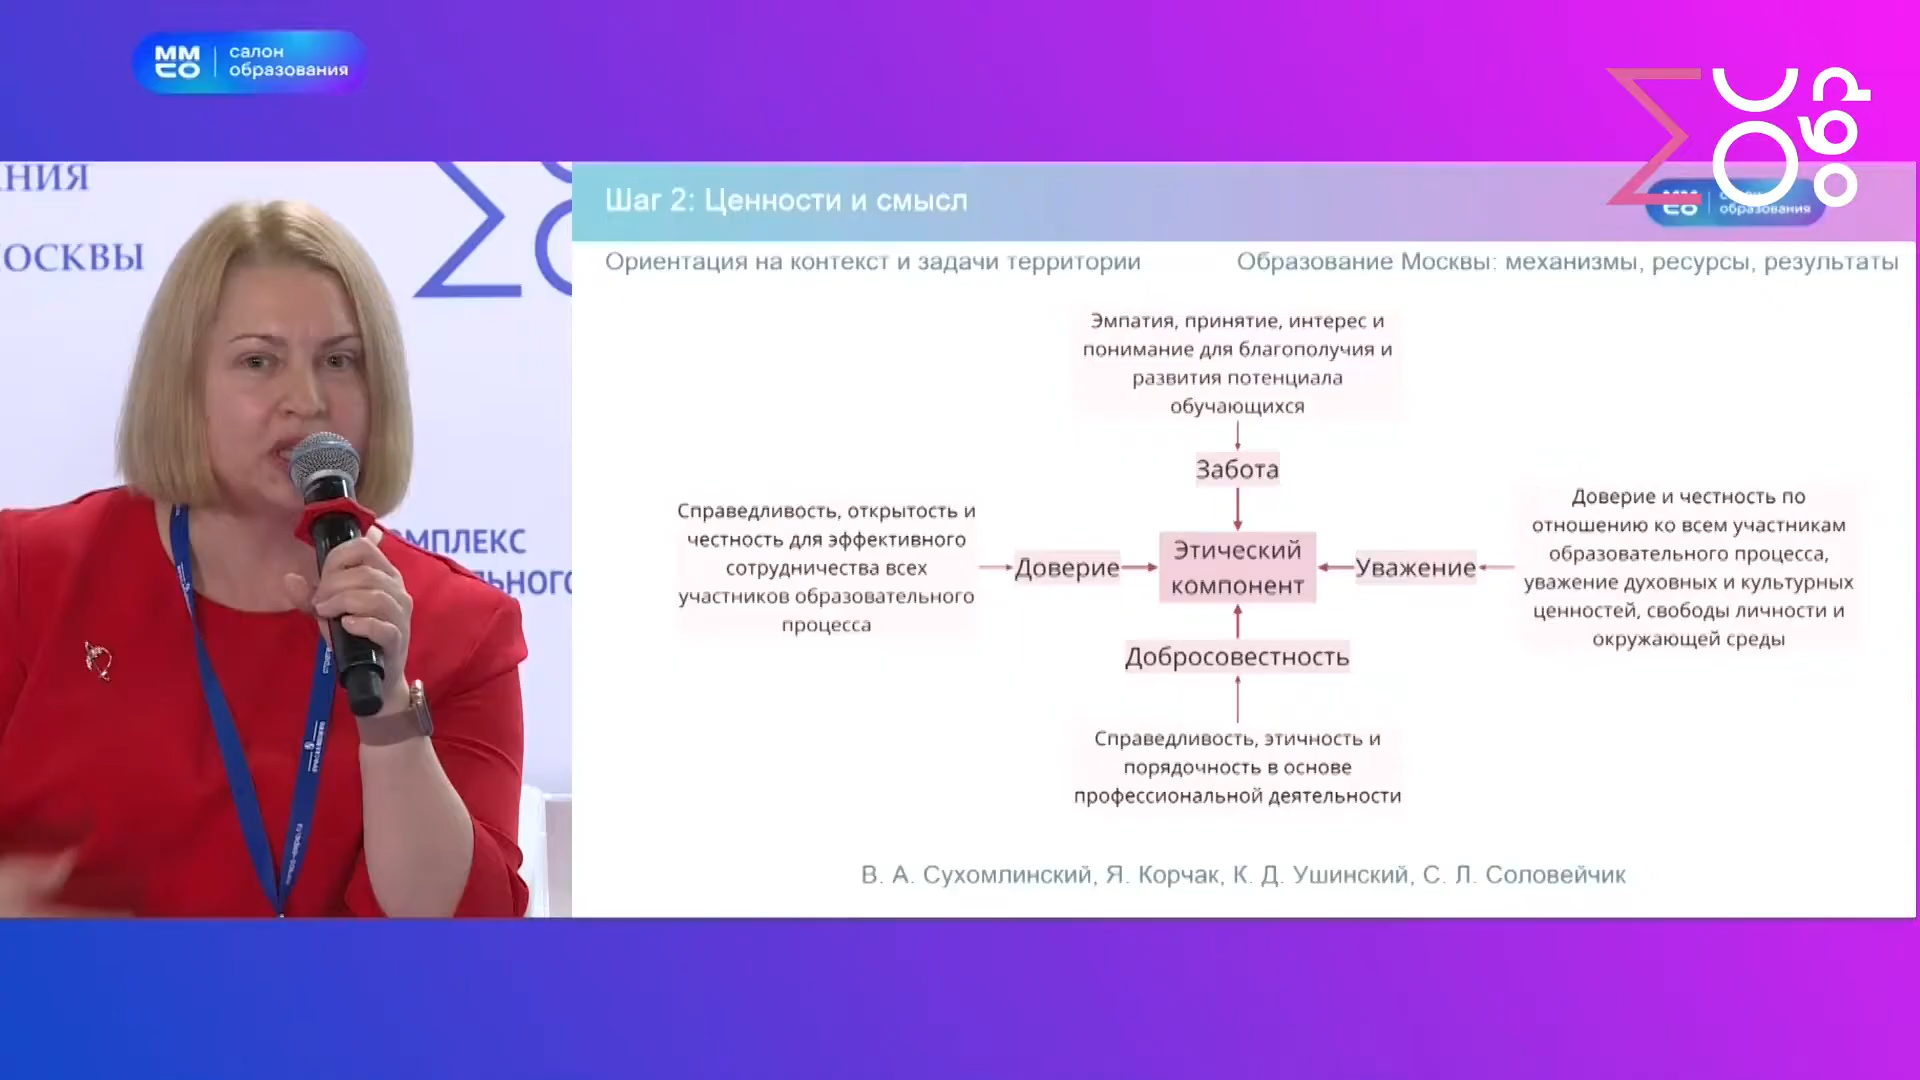 ММ
СО
салон
образования
обр
НИЯ
ОСКВЫ
МПЛЕКС
ЬНОГО
Шаг 2: Ценности и смысл
образования
Ориентация на контекст и задачи территории
Образование Москвы: механизмы, ресурсы, результаты
Эмпатия, принятие, интерес и
понимание для благополучия и
развития потенциала
обучающихся
Забота
Справедливость, открытость и
честность для эффективного
сотрудничества всех
участников образовательного
процесса
Доверие
Этический
компонент
Уважение
Доверие и честность по
отношению ко всем участникам
образовательного процесса,
уважение духовных и культурных
ценностей, свободы личности и
окружающей среды
Добросовестность
Справедливость, этичность и
порядочность в основе
профессиональной деятельности
В. А. Сухомлинский, Я. Корчак, К. Д. Ушинский, С. Л. Соловейчик